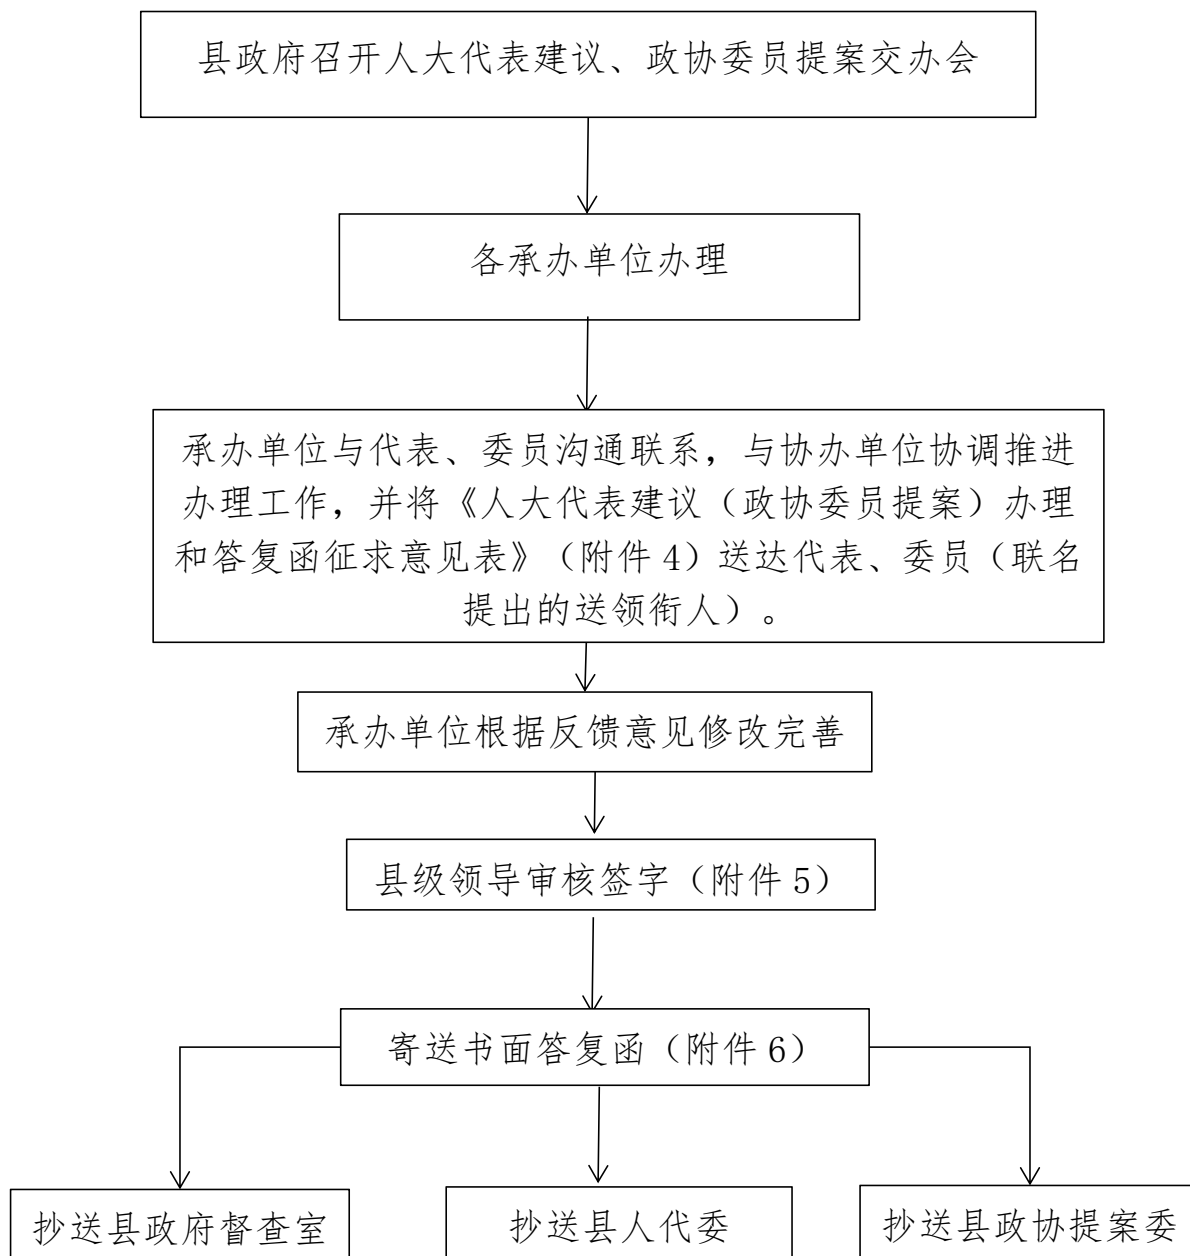 县政府召开人大代表建议、政协委员提案交办会
各承办单位办理
承办单位与代表、委员沟通联系，与协办单位协调推进
办理工作，并将《人大代表建议（政协委员提案）办理
和答复函征求意见表》（附件 4）送达代表、委员（联名
提出的送领衔人）。
承办单位根据反馈意见修改完善
县级领导审核签字（附件 5）
寄送书面答复函（附件 6）
抄送县政府督查室
抄送县人代委
抄送县政协提案委